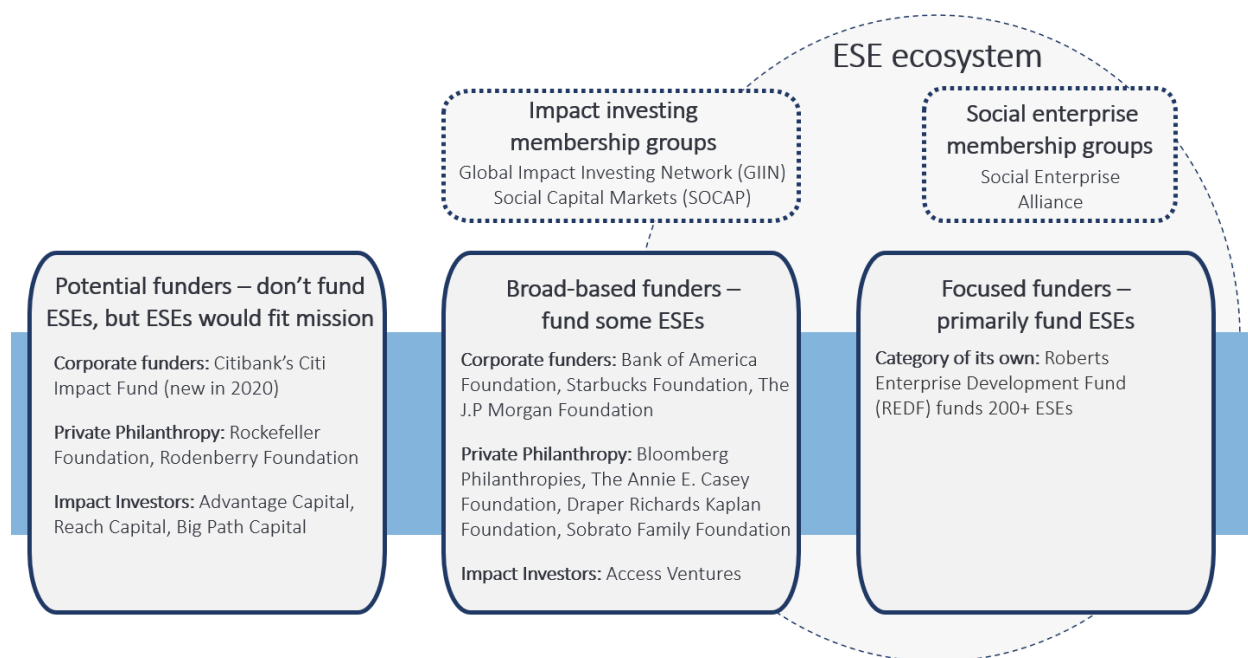 ESE ecosystem
Impact investing
membership groups
Global Impact Investing Network (GIIN)
Social Capital Markets (SOCAP)
Social enterprise
membership groups
Social Enterprise
Alliance
Potential funders – don’t fund
ESEs, but ESEs would fit mission
Corporate funders: Citibank’s Citi
Impact Fund (new in 2020)
Private Philanthropy: Rockefeller
Foundation, Rodenberry Foundation
Impact Investors: Advantage Capital,
Reach Capital, Big Path Capital
Broad-based funders –
fund some ESEs
Corporate funders: Bank of America
Foundation, Starbucks Foundation, The
J.P Morgan Foundation
Private Philanthropy: Bloomberg
Philanthropies, The Annie E. Casey
Foundation, Draper Richards Kaplan
Foundation, Sobrato Family Foundation
Impact Investors: Access Ventures
Focused funders –
primarily fund ESEs
Category of its own: Roberts
Enterprise Development Fund
(REDF) funds 200+ ESEs